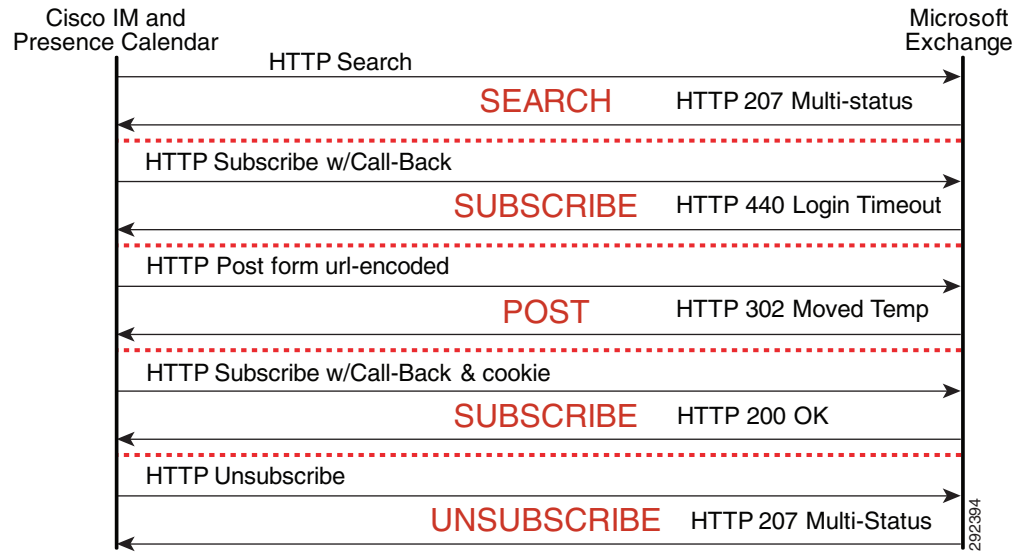 Cisco IM and
Presence Calendar
Microsoft
Exchange
HTTP Search
SEARCH
HTTP 207 Multi-status
HTTP Subscribe w/Call-Back
SUBSCRIBE
HTTP 440 Login Timeout
HTTP Post form url-encoded
POST
HTTP 302 Moved Temp
HTTP Subscribe w/Call-Back & cookie
SUBSCRIBE
HTTP 200 OK
HTTP Unsubscribe
UNSUBSCRIBE
HTTP 207 Multi-Status
292394